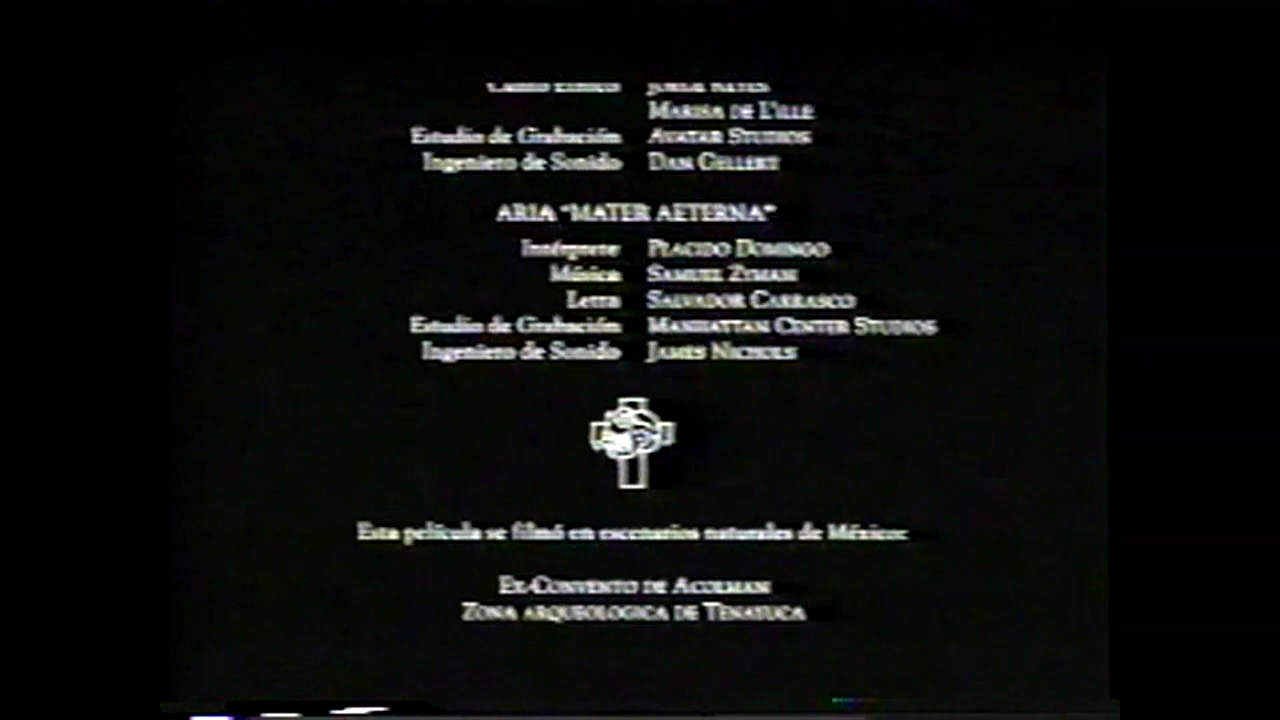 MARISA DE L'ILLE
Estudio de Grabación AVATAR STUDIOS
Ingeniero de Sonido DAN GELLERT
ARIA "MATER AETERNA"
Intérprete PLACIDO DOMINGO
Música SAMUEL ZYMAN
Letra SALVADOR CARRASCO
Estudio de Grabación MANHATTAN CENTER STUDIOS
Ingeniero de Sonido JAMES NICHOLS
Esta película se filmó en escenarios naturales de México:
EX-CONVENTO DE ACOLMAN
ZONA ARQUEOLOGICA DE TENAYUCA